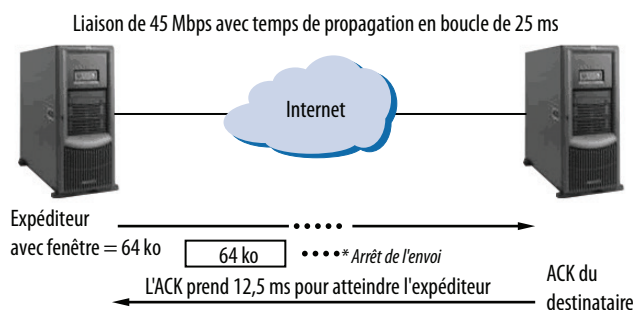 Liaison de 45 Mbps avec temps de propagation en boucle de 25 ms
Internet
Expéditeur
avec fenêtre = 64 ko
64 ko
* Arrêt de l'envoi
L'ACK prend 12,5 ms pour atteindre l'expéditeur
ACK du
destinataire